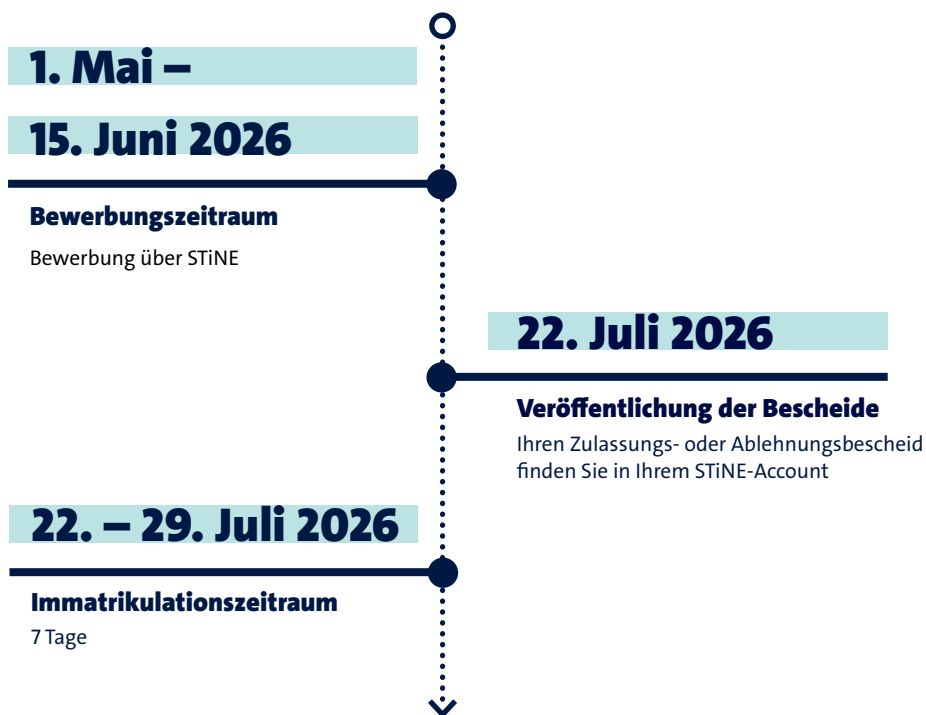 1. Mai –
15. Juni 2026
Bewerbungszeitraum
Bewerbung über STiNE
22. Juli 2026
Veröffentlichung der Bescheide
Ihren Zulassungs- oder Ablehnungsbescheid
finden Sie in Ihrem STiNE-Account
22. – 29. Juli 2026
Immatrikulationszeitraum
7 Tage